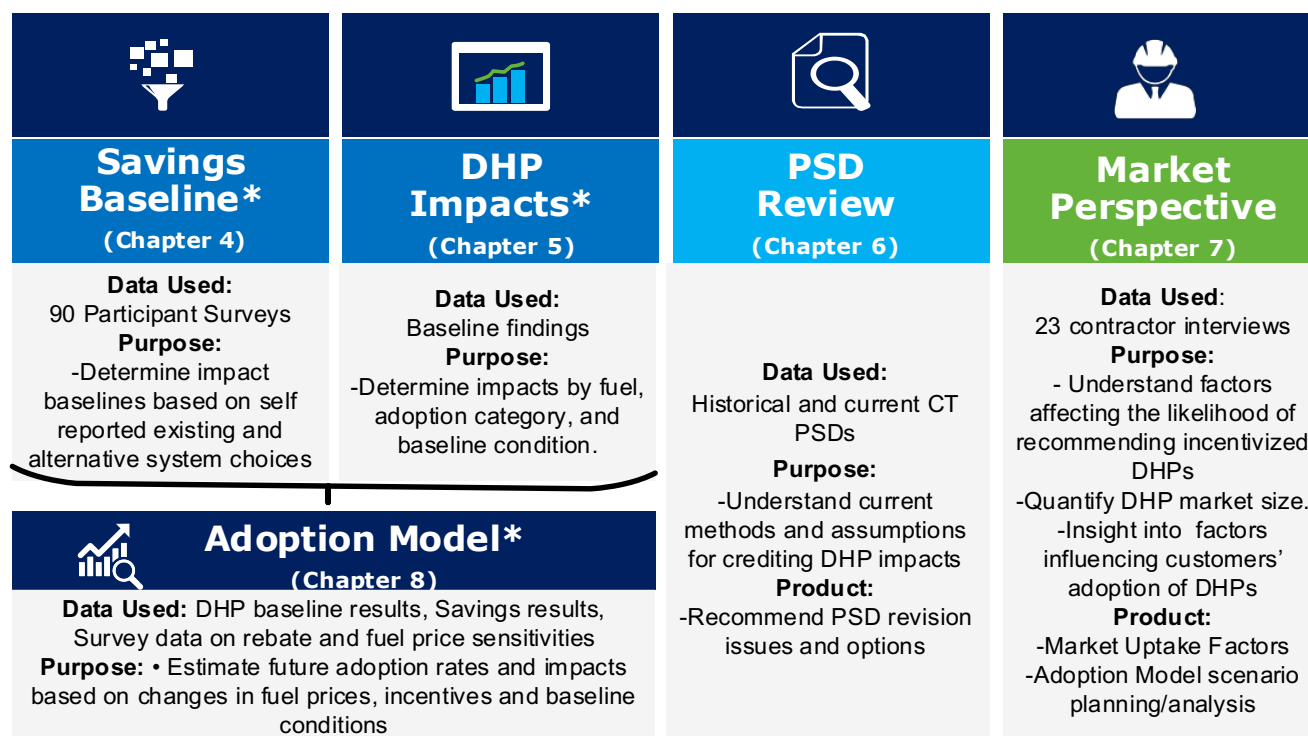 Savings
Baseline*
(Chapter 4)
Data Used:
90 Participant Surveys
Purpose:
-Determine impact
baselines based on self
reported existing and
alternative system choices
DHP
Impacts*
(Chapter 5)
Data Used:
Baseline findings
Purpose:
-Determine impacts by fuel,
adoption category, and
baseline condition.
Adoption Model*
(Chapter 8)
Data Used: DHP baseline results, Savings results,
Survey data on rebate and fuel price sensitivities
Purpose: • Estimate future adoption rates and impacts
based on changes in fuel prices, incentives and baseline
conditions
PSD
Review
(Chapter 6)
Data Used:
Historical and current CT
PSDs
Purpose:
-Understand current
methods and assumptions
for crediting DHP impacts
Product:
-Recommend PSD revision
issues and options
Market
Perspective
(Chapter 7)
Data Used:
23 contractor interviews
Purpose:
- Understand factors
affecting the likelihood of
recommending incentivized
DHPs
-Quantify DHP market size.
-Insight into factors
influencing customers’
adoption of DHPs
Product:
-Market Uptake Factors
-Adoption Model scenario
planning/analysis